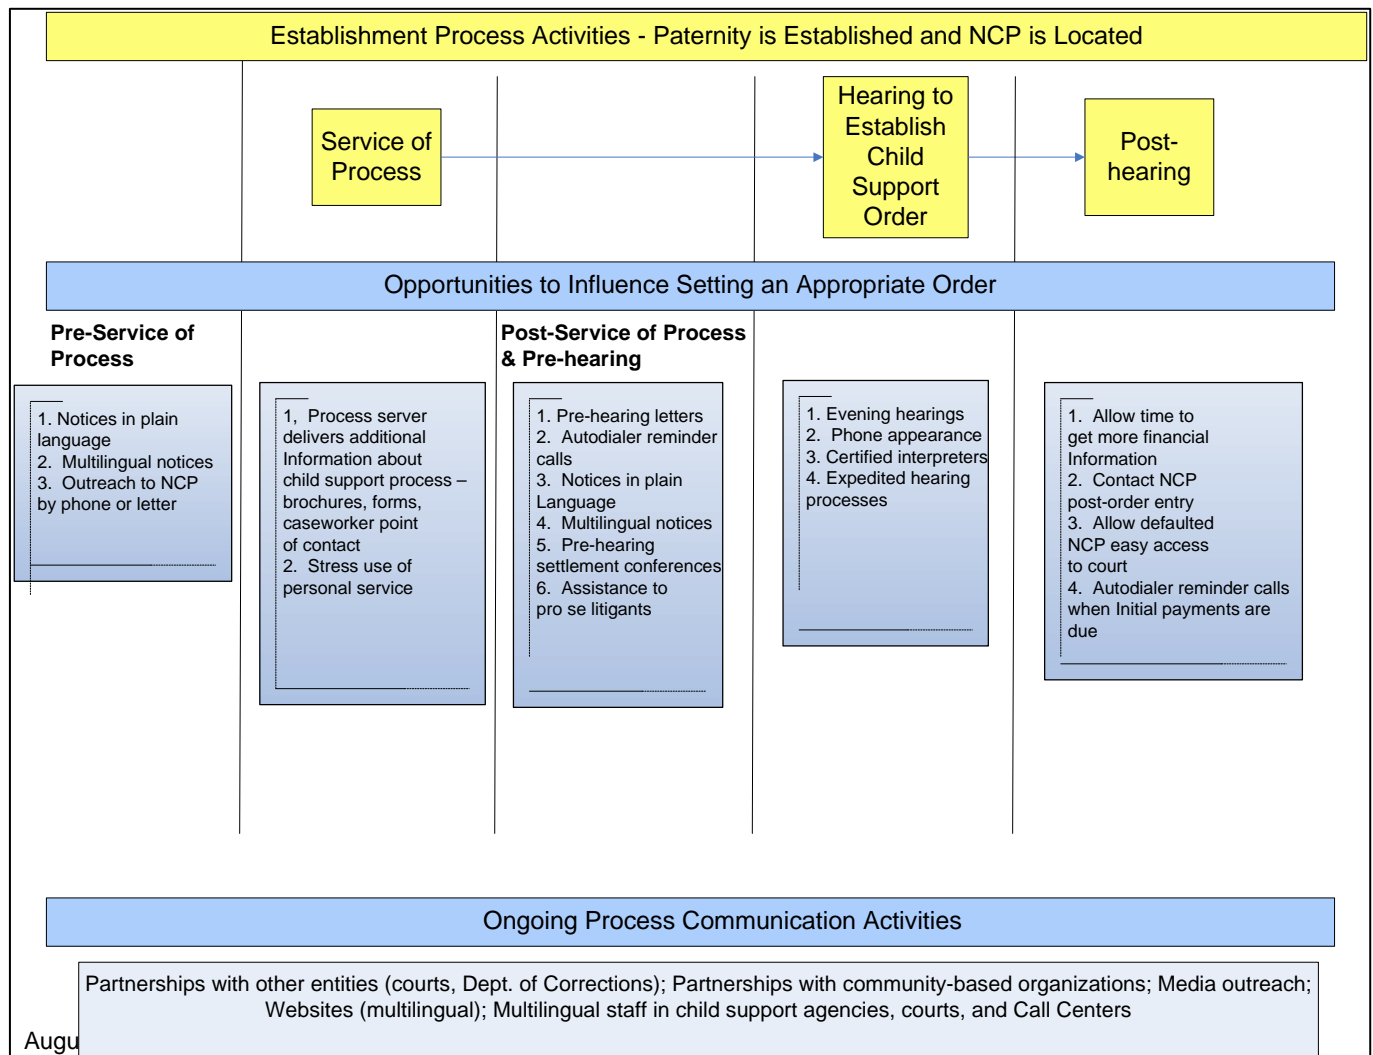 Establishment Process Activities - Paternity is Established and NCP is Located
Service of
Process
Hearing to
Establish
Child
Support
Order
Post-
hearing
Opportunities to Influence Setting an Appropriate Order
Pre-Service of
Process
1. Notices in plain
language
2.  Multilingual notices
3.  Outreach to NCP
by phone or letter
1,  Process server
delivers additional
Information about
child support process –
brochures, forms,
caseworker point
of contact
2.  Stress use of
personal service
Post-Service of Process
& Pre-hearing
1. Pre-hearing letters
2.  Autodialer reminder
calls
3.  Notices in plain
Language
4.  Multilingual notices
5.  Pre-hearing
settlement conferences
6.  Assistance to
pro se litigants
1. Evening hearings
2.  Phone appearance
3. Certified interpreters
4. Expedited hearing
processes
1.  Allow time to
get more financial
Information
2.  Contact NCP
post-order entry
3.  Allow defaulted
NCP easy access
to court
4.  Autodialer reminder calls
when Initial payments are
due
Ongoing Process Communication Activities
Partnerships with other entities (courts, Dept. of Corrections); Partnerships with community-based organizations; Media outreach;
Websites (multilingual); Multilingual staff in child support agencies, courts, and Call Centers
Augu